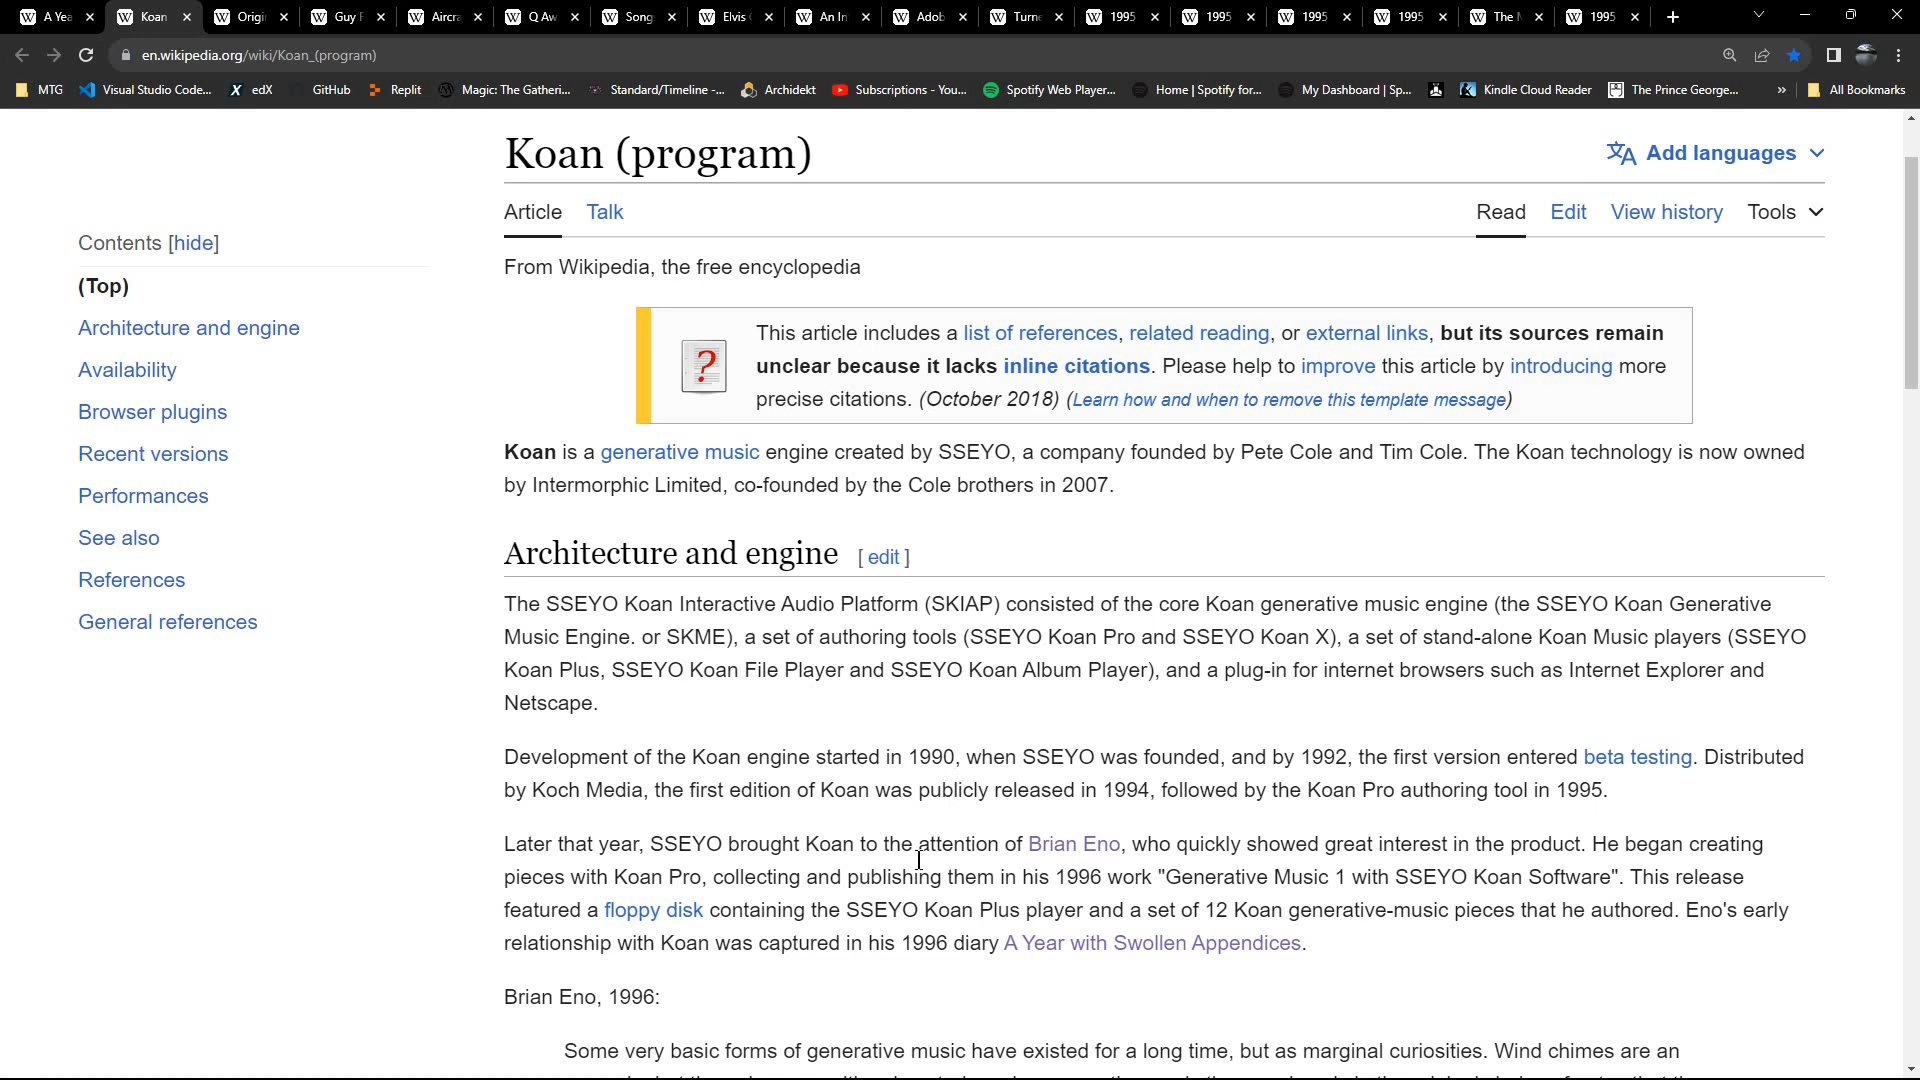 A Yea
Koan
Origi
Guy F
Aircra
Q Aw
Song
Elvis
An In
Adob
Turne
1995
1995
1995
1995
The
1995
en.wikipedia.org/wiki/Koan_(program)
MTG
Visual Studio Code...
edX
GitHub
Replit
Magic: The Gatheri...
Standard/Timeline -...
Archidekt
Subscriptions - You...
Spotify Web Player...
Home | Spotify for...
My Dashboard | Sp...
Kindle Cloud Reader
The Prince George...
»
All Bookmarks
Koan (program)
Add languages
Article Talk
Read Edit View history Tools
Contents [hide]
(Top)
Architecture and engine
Availability
Browser plugins
Recent versions
Performances
See also
References
General references
From Wikipedia, the free encyclopedia
This article includes a list of references, related reading, or external links, but its sources remain
unclear because it lacks inline citations. Please help to improve this article by introducing more
precise citations. (October 2018) (Learn how and when to remove this template message)
Koan is a generative music engine created by SSEYO, a company founded by Pete Cole and Tim Cole. The Koan technology is now owned
by Intermorphic Limited, co-founded by the Cole brothers in 2007.
Architecture and engine [ edit ]
The SSEYO Koan Interactive Audio Platform (SKIAP) consisted of the core Koan generative music engine (the SSEYO Koan Generative
Music Engine. or SKME), a set of authoring tools (SSEYO Koan Pro and SSEYO Koan X), a set of stand-alone Koan Music players (SSEYO
Koan Plus, SSEYO Koan File Player and SSEYO Koan Album Player), and a plug-in for internet browsers such as Internet Explorer and
Netscape.
Development of the Koan engine started in 1990, when SSEYO was founded, and by 1992, the first version entered beta testing. Distributed
by Koch Media, the first edition of Koan was publicly released in 1994, followed by the Koan Pro authoring tool in 1995.
Later that year, SSEYO brought Koan to the attention of Brian Eno, who quickly showed great interest in the product. He began creating
pieces with Koan Pro, collecting and publishing them in his 1996 work "Generative Music 1 with SSEYO Koan Software". This release
featured a floppy disk containing the SSEYO Koan Plus player and a set of 12 Koan generative-music pieces that he authored. Eno's early
relationship with Koan was captured in his 1996 diary A Year with Swollen Appendices.
Brian Eno, 1996:
Some very basic forms of generative music have existed for a long time, but as marginal curiosities. Wind chimes are an